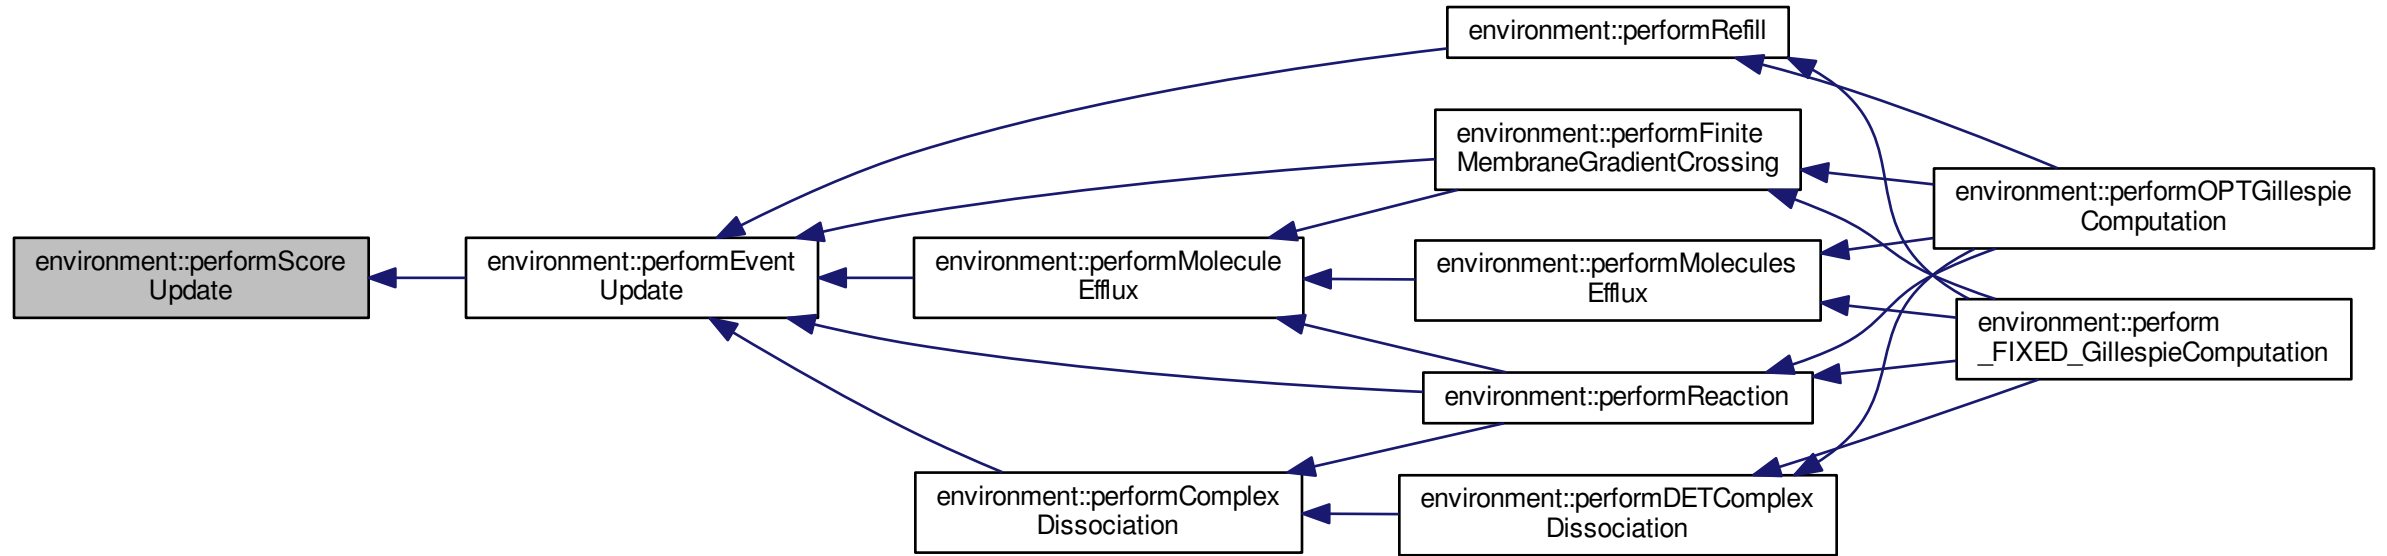 environment::performScore
Update
environment::performEvent
Update
environment::performMolecule
Efflux
environment::performComplex
Dissociation
environment::performRefill
environment::performFinite
MembraneGradientCrossing
environment::performMolecules
Efflux
environment::performReaction
environment::performDETComplex
Dissociation
environment::performOPTGillespie
Computation
environment::perform
_FIXED_GillespieComputation